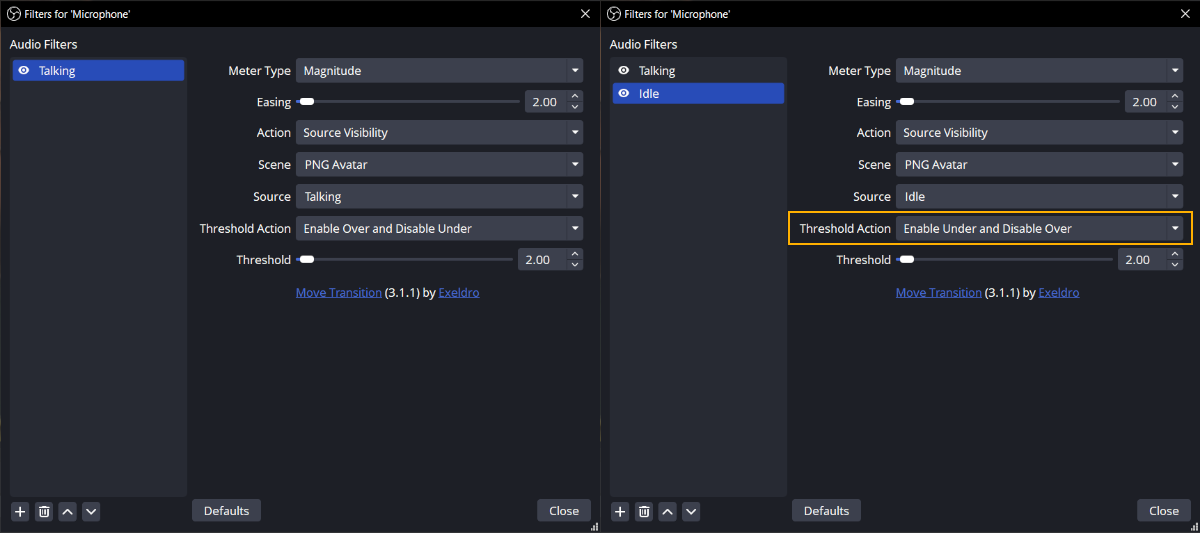 Filters for 'Microphone'
Audio Filters
Talking
Meter Type Magnitude
Easing 2.00
Action Source Visibility
Scene PNG Avatar
Source Talking
Threshold Action Enable Over and Disable Under
Threshold 2.00
Move Transition (3.1.1) by Exeldro
Defaults
Close
Filters for 'Microphone'
Audio Filters
Talking
Idle
Meter Type Magnitude
Easing 2.00
Action Source Visibility
Scene PNG Avatar
Source Idle
Threshold Action Enable Under and Disable Over
Threshold 2.00
Move Transition (3.1.1) by Exeldro
Defaults
Close